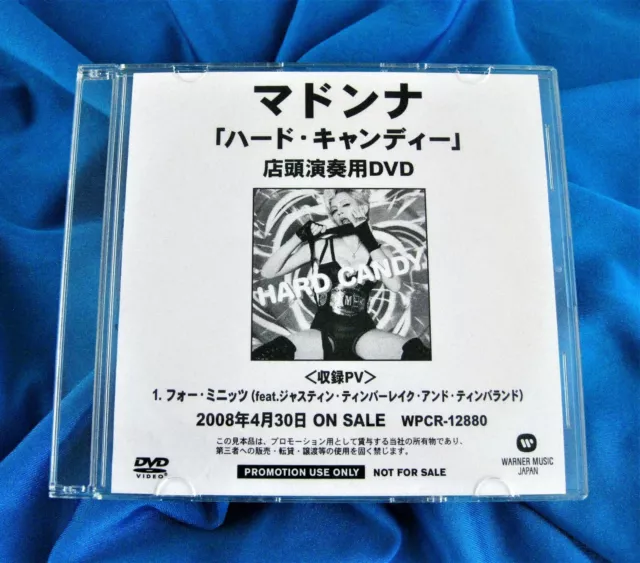 マドンナ
「ハード・キャンディー」
店頭演奏用DVD
HARD CANDY
＜収録PV＞
1. フォー・ミニッツ（feat.ジャスティン・ティンバーレイク・アンド・ティンバランド）
2008年4月30日 ON SALE WPCR-12880
この見本品は、プロモーション用として貸与する当社の所有物であり、
第三者への販売・転貸・譲渡等の使用を固く禁じます。
DVD
VIDEO
PROMOTION USE ONLY NOT FOR SALE
WARNER MUSIC
JAPAN